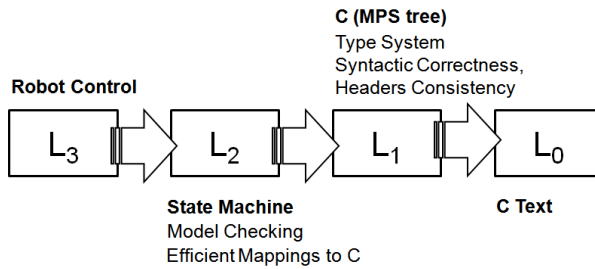 C (MPS tree)
Type System
Syntactic Correctness,
Headers Consistency
Robot Control
L3
L2
L1
L0
State Machine
Model Checking
Efficient Mappings to C
C Text